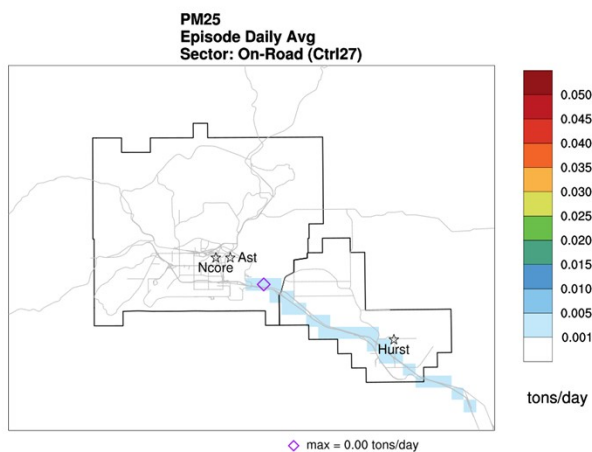 PM25
Episode Daily Avg
Sector: On-Road (Ctrl27)
0.050
0.045
0.040
0.035
0.030
0.025
0.020
0.015
0.010
0.005
0.001
tons/day
Ast
Ncore
Hurst
max = 0.00 tons/day